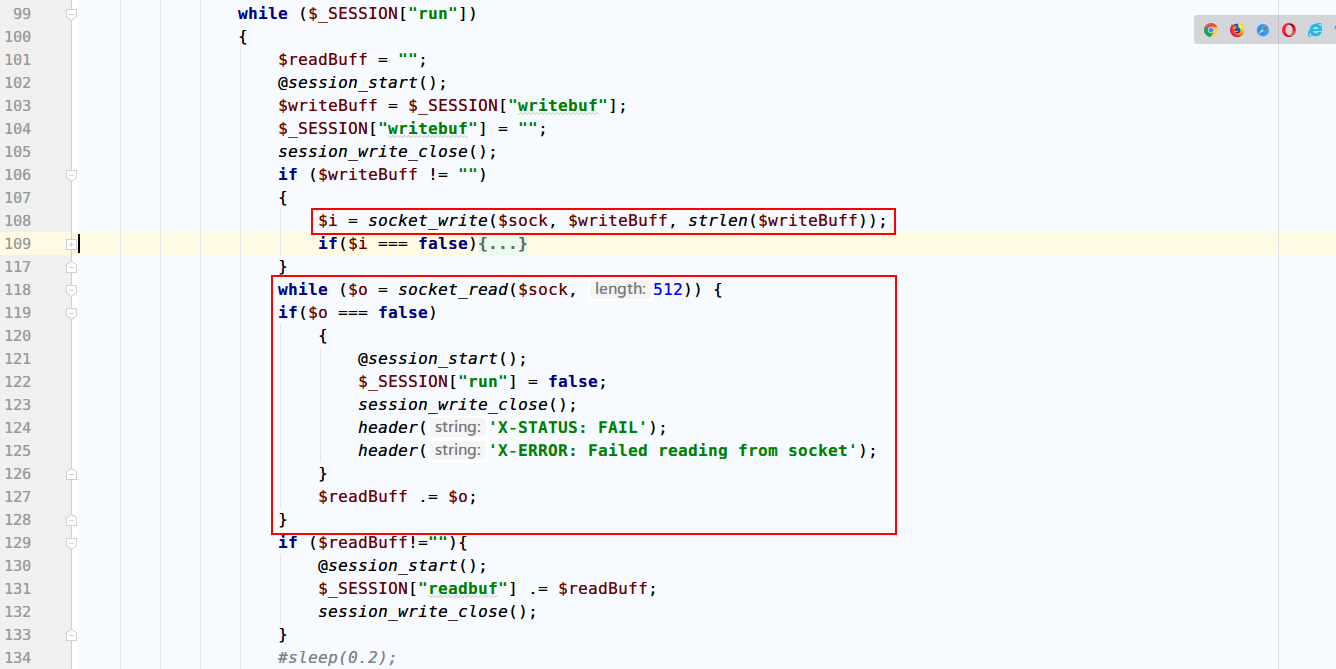 99 while ($_SESSION["run"])
100 {
101 $readBuff = "";
102 @session_start();
103 $writeBuff = $_SESSION["writebuf"];
104 $_SESSION["writebuf"] = "";
105 session_write_close();
106 if ($writeBuff != "")
107 {
108 $i = socket_write($sock, $writeBuff, strlen($writeBuff));
109 if($i === false){...}
117 }
118 while ($o = socket_read($sock, length: 512)) {
119 if($o === false)
120 {
121 @session_start();
122 $_SESSION["run"] = false;
123 session_write_close();
124 header( string: 'X-STATUS: FAIL');
125 header( string: 'X-ERROR: Failed reading from socket');
126 }
127 $readBuff .= $o;
128 }
129 if ($readBuff!=""){
130 @session_start();
131 $_SESSION["readbuf"] .= $readBuff;
132 session_write_close();
133 }
134 #sleep(0.2);